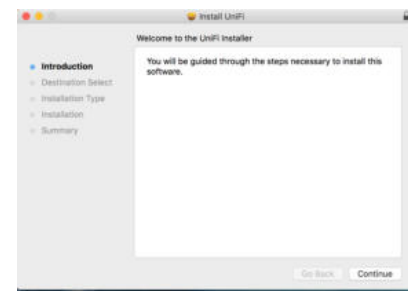 Install UniFi
Welcome to the UniFi Installer
Introduction
Destination Select
Installation Type
Installation
Summary
You will be guided through the steps necessary to install this
software.
Go Back
Continue